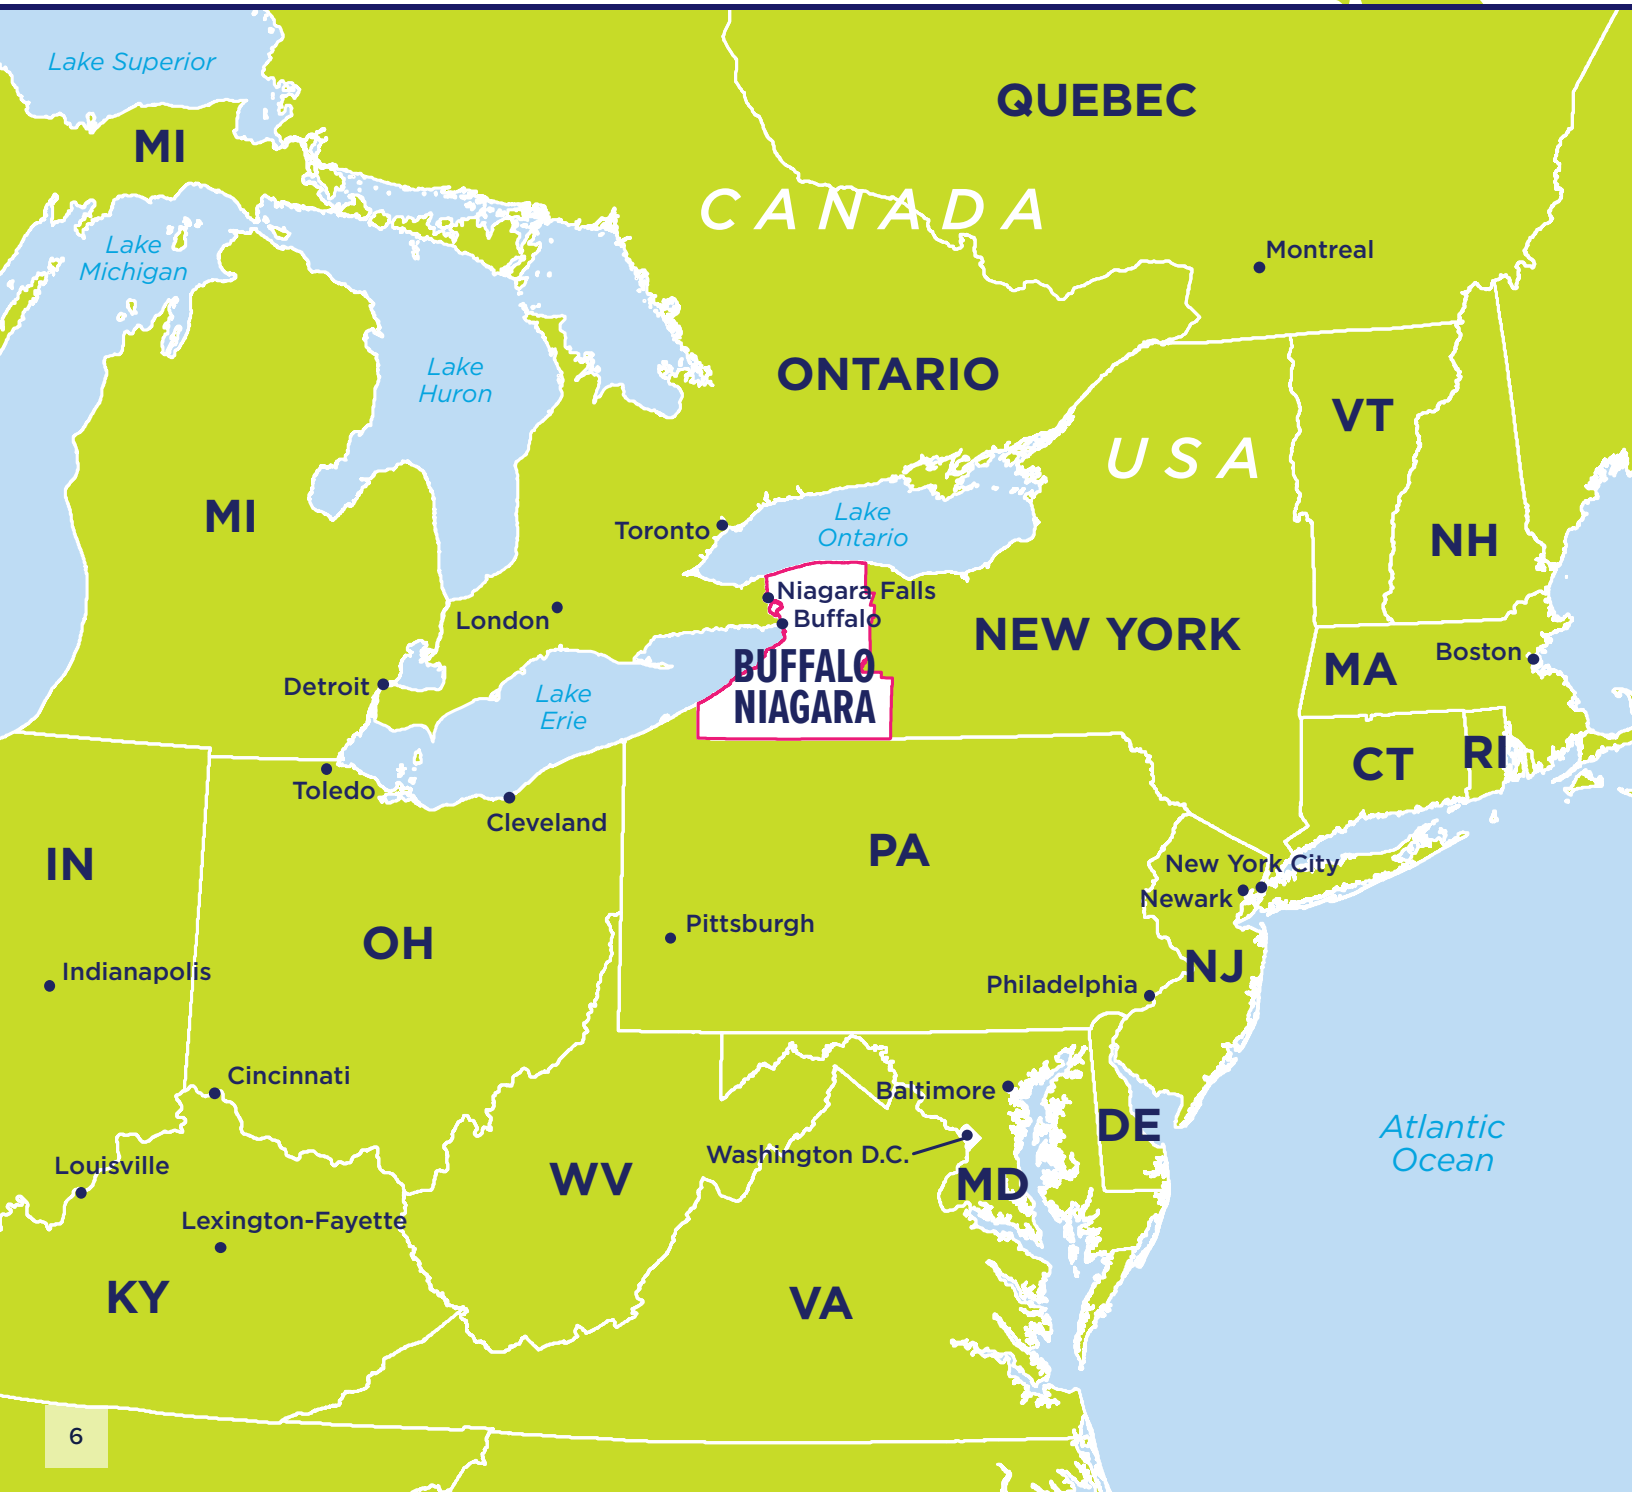 Lake Superior
QUEBEC
MI
CANADA
Lake
Michigan
Montreal
Lake
Huron
ONTARIO
VT
USA
MI
Lake
Ontario
Toronto
NH
Niagara Falls
London
Buffalo
NEW YORK
BUFFALO
NIAGARA
MA
Boston
Detroit
Lake
Erie
CT
RI
Toledo
Cleveland
IN
PA
New York City
Newark
OH
Pittsburgh
Indianapolis
NJ
Philadelphia
Cincinnati
Baltimore
DE
Atlantic
Ocean
Washington D.C.
Louisville
WV
MD
Lexington-Fayette
KY
VA
6